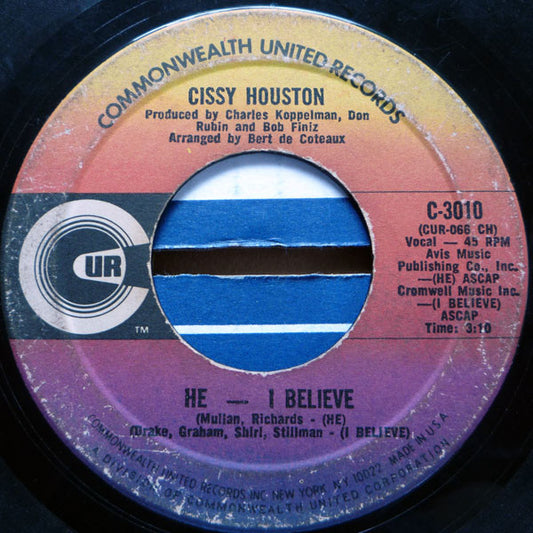 COMMONWEALTH UNITED RECORDS
CISSY HOUSTON
Produced by Charles Koppelman, Don
Rubin and Bob Finiz
Arranged by Bert de Coteaux
C-3010
(CUR-066 CH)
Vocal — 45 RPM
Avis Music
Publishing Co., Inc.
—(HE) ASCAP
Cromwell Music Inc.
—(I BELIEVE)
ASCAP
Time: 3:10
CUR
TM
HE — I BELIEVE
(Mullan, Richards - (HE)
(Drake, Graham, Shirl, Stillman - (I BELIEVE)
COMMONWEALTH UNITED RECORDS INC. NEW YORK, NY 10022 MADE IN U.S.A.
A DIVISION OF COMMONWEALTH UNITED CORPORATION